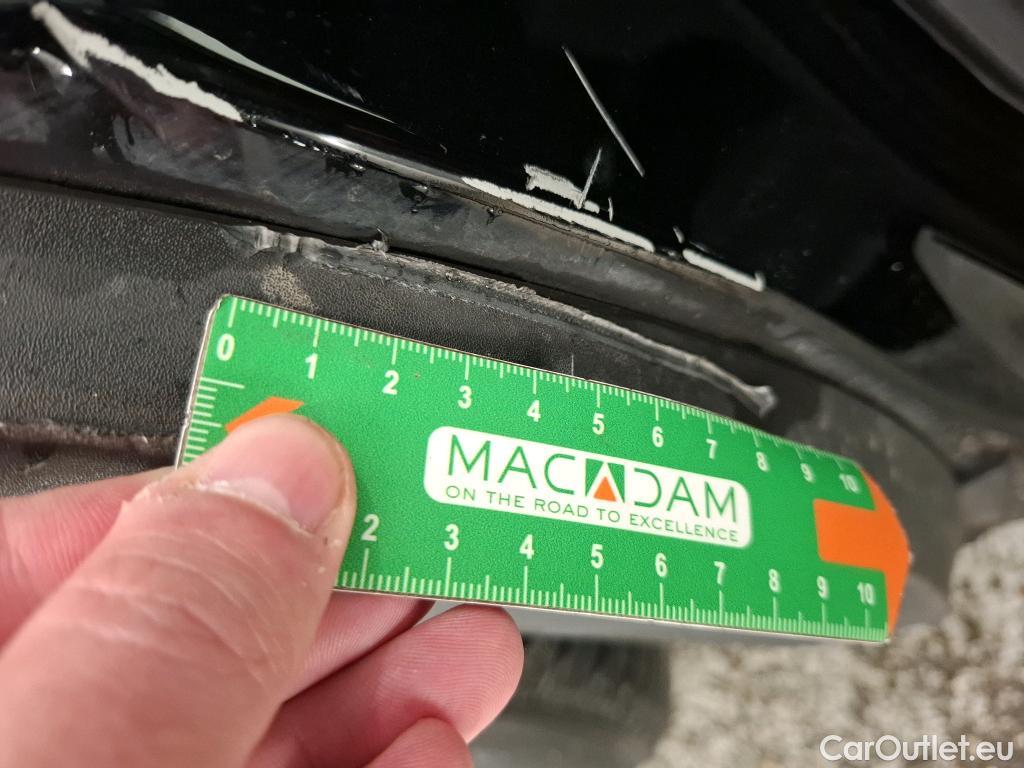 0 1 2 3 4 5 6 7 8 9 10
MACADAM
ON THE ROAD TO EXCELLENCE
2 3 4 5 6 7 8 9 10
CarOutlet.eu